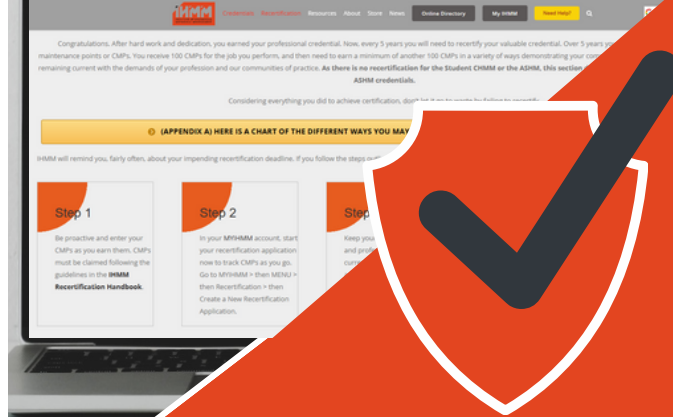 IHMM
Credentials Recertification Resources About Store News Online Directory My IHMM Need Help?
Congratulations. After hard work and dedication, you earned your professional credential. Now, every 5 years you will need to recertify your valuable credential. Over 5 years
maintenance points or CMPs. You receive 100 CMPs for the job you perform, and then need to earn a minimum of another 100 CMPs in a variety of ways demonstrating your
remaining current with the demands of your profession and our communities of practice. As there is no recertification for the Student CHMM or the ASHM, this section
ASHM credentials.
Considering everything you did to achieve certification, don't let it go to waste by failing to recertify.
(APPENDIX A) HERE IS A CHART OF THE DIFFERENT WAYS YOU MAY
IHMM will remind you, fairly often, about your impending recertification deadline. If you follow the steps
Step 1
Be proactive and enter your
CMPs as you earn them. CMPs
must be claimed following the
guidelines in the IHMM
Recertification Handbook.
Step 2
In your MYIHMM account, start
your recertification application
now to track CMPs as you go.
Go to MYIHMM > then MENU >
then Recertification > then
Create a New Recertification
Application.
Step
Keep
and